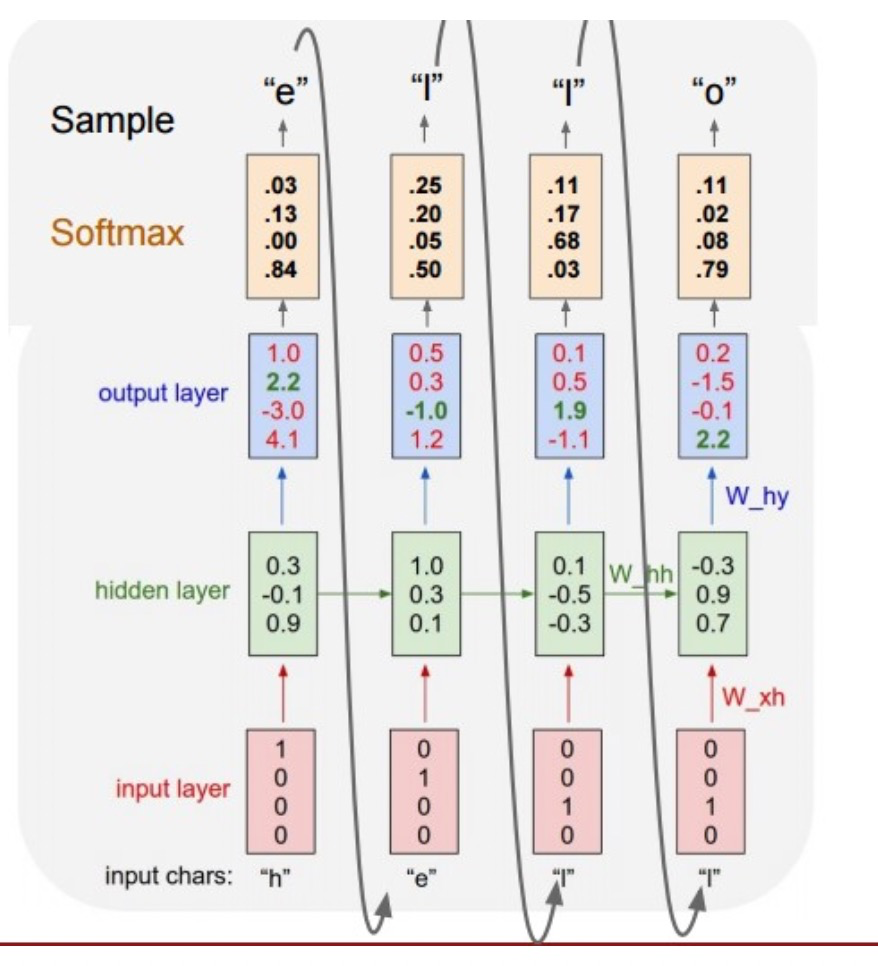 “e” “l” “l” “o”
Sample
Softmax
.03 .25 .11 .11
.13 .20 .17 .02
.00 .05 .68 .08
.84 .50 .03 .79
1.0 0.5 0.1 0.2
2.2 0.3 0.5 -1.5
output layer
-3.0 -1.0 1.9 -0.1
4.1 1.2 -1.1 2.2
W_hy
0.3 1.0 0.1 -0.3
W_hh
hidden layer
-0.1 0.3 -0.5 0.9
0.9 0.1 -0.3 0.7
W_xh
1 0 0 0
0 1 0 0
input layer
0 0 1 1
0 0 0 0
input chars: “h” “e” “l” “l”